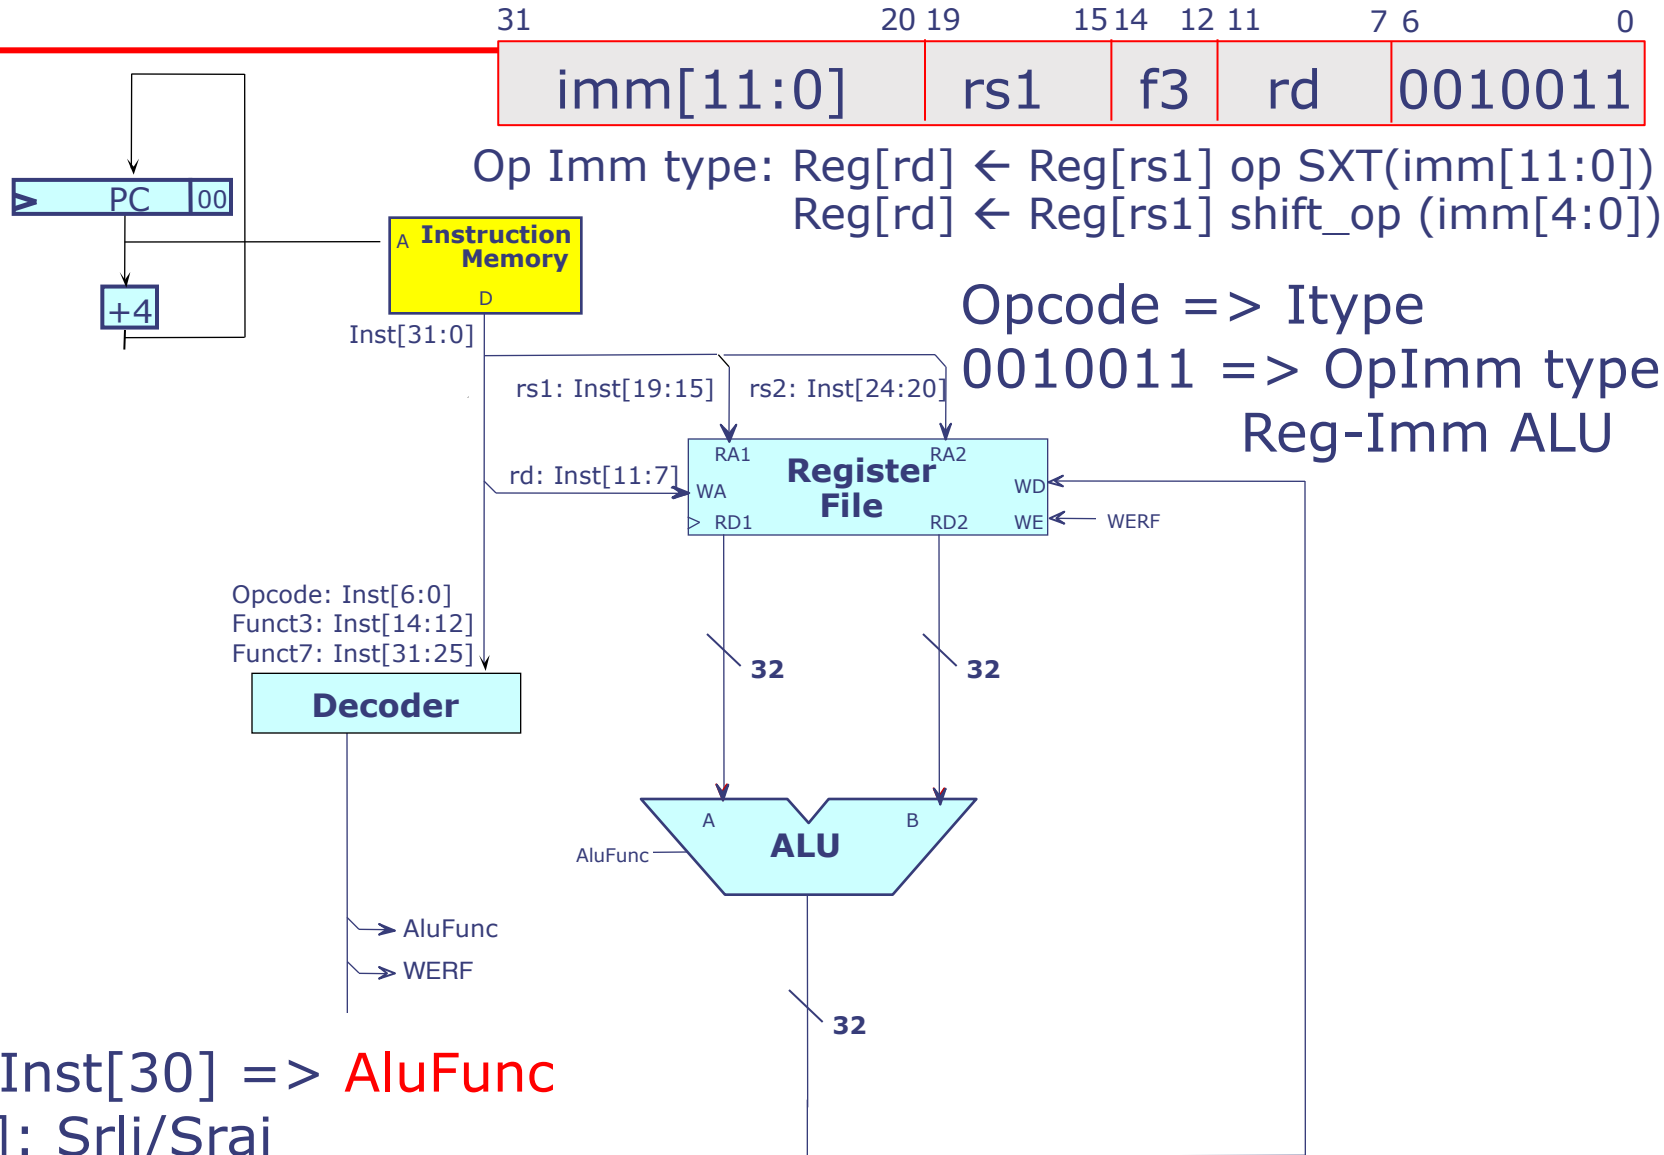 31 20 19 15 14 12 11 7 6 0
imm[11:0] rs1 f3 rd 0010011
Op Imm type: Reg[rd] ← Reg[rs1] op SXT(imm[11:0])
Reg[rd] ← Reg[rs1] shift_op (imm[4:0])
PC 00
+4
A Instruction
Memory
D
Inst[31:0]
Opcode => Itype
0010011 => OpImm type
Reg-Imm ALU
rs1: Inst[19:15] rs2: Inst[24:20]
rd: Inst[11:7]
RA1 RA2
Register
File
WA WD
RD1 RD2 WE
WERF
Opcode: Inst[6:0]
Funct3: Inst[14:12]
Funct7: Inst[31:25]
Decoder
32 32
A B
ALU
AluFunc
AluFunc
WERF
32
Inst[30] => AluFunc
]: Srli/Srai